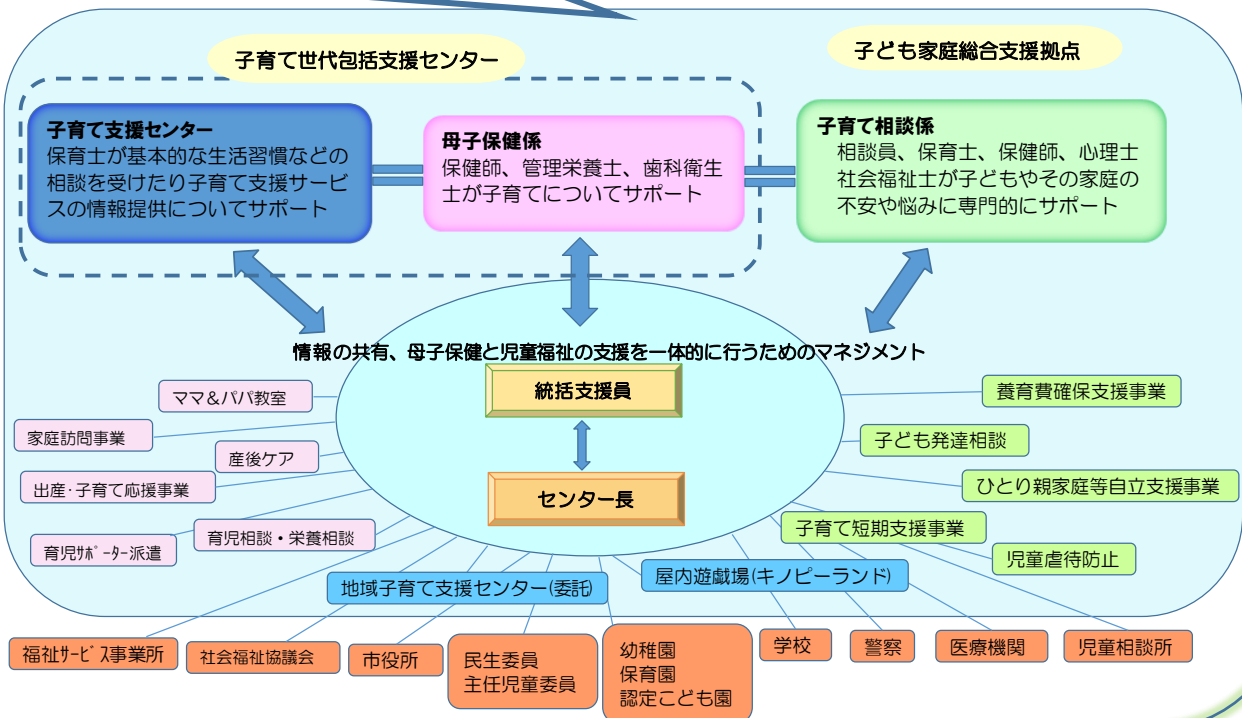 子育て世代包括支援センター
子ども家庭総合支援拠点
子育て支援センター
保育士が基本的な生活習慣などの
相談を受けたり子育て支援サービ
スの情報提供についてサポート
母子保健係
保健師、管理栄養士、歯科衛生
士が子育てについてサポート
子育て相談係
相談員、保育士、保健師、心理士
社会福祉士が子どもやその家庭の
不安や悩みに専門的にサポート
情報の共有、母子保健と児童福祉の支援を一体的に行うためのマネジメント
統括支援員
センター長
ママ&パパ教室
家庭訪問事業
産後ケア
出産・子育て応援事業
育児相談・栄養相談
育児ｻﾎﾟｰター派遣
養育費確保支援事業
子ども発達相談
ひとり親家庭等自立支援事業
子育て短期支援事業
児童虐待防止
地域子育て支援センター(委託)
屋内遊戯場(キノピーランド)
福祉ｻｰﾋﾞｽ事業所
社会福祉協議会
市役所
民生委員
主任児童委員
幼稚園
保育園
認定こども園
学校
警察
医療機関
児童相談所